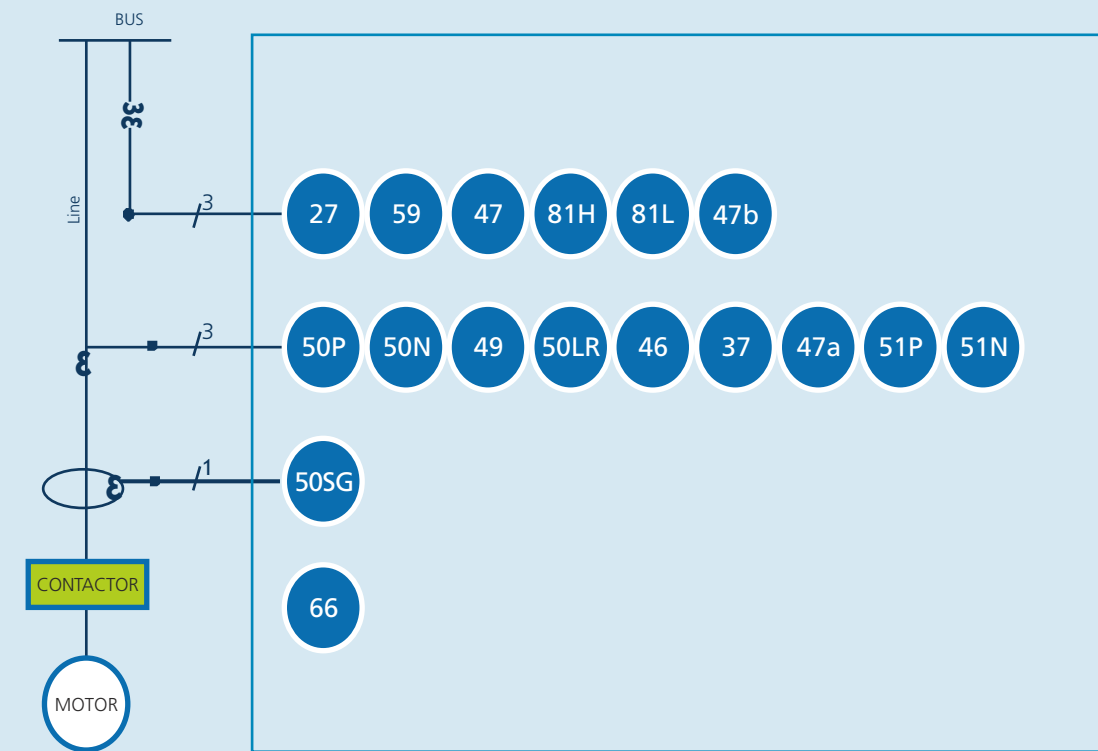 BUS
Line
3
27 59 47 81H 81L 47b
3
50P 50N 49 50LR 46 37 47a 51P 51N
1
50SG
CONTACTOR
66
MOTOR